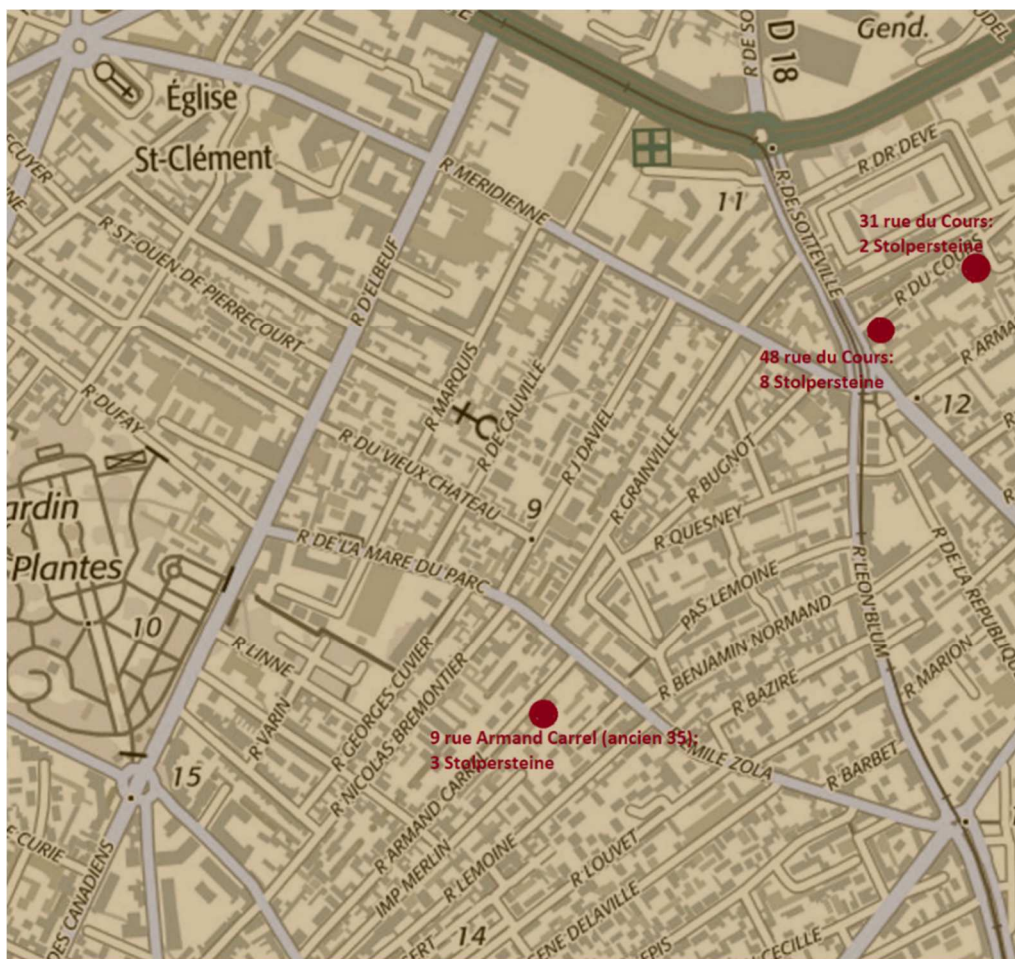 Gend.
D 18
R DE SO
Église
St-Clément
R DR DEVE
R MERIDIENNE
11
R DE SOTTEVILLE
31 rue du Cours:
2 Stolpersteine
R DU COURS
R D'ELBEUF
R ST-OUEN DE PIERRECOURT
48 rue du Cours:
8 Stolpersteine
R ARMA
12
R MARQUIS
R DE CAUVILLE
R J DAVIEL
R GRAINVILLE
R BUGNOT
R DUFAY
R DU VIEUX CHATEAU
9
R QUESNEY
ardin
Plantes
R DE LA MARE DU PARC
PAS LEMOINE
R LEON BLUM
R DE LA REPUBLIQUE
10
R LINNE
R BENJAMIN NORMAND
R MARION
R GEORGES CUVIER
R NICOLAS BREMONTIER
R BAZIRE
R VARIN
9 rue Armand Carrel (ancien 35):
3 Stolpersteine
MILE ZOLA
R BARBET
15
R ARMAND CARREL
IMP MERLIN
R LEMOINE
R LOUVET
E CURIE
DES CANADIENS
14
ENE DELAVILLE
EPIS
CECILLE